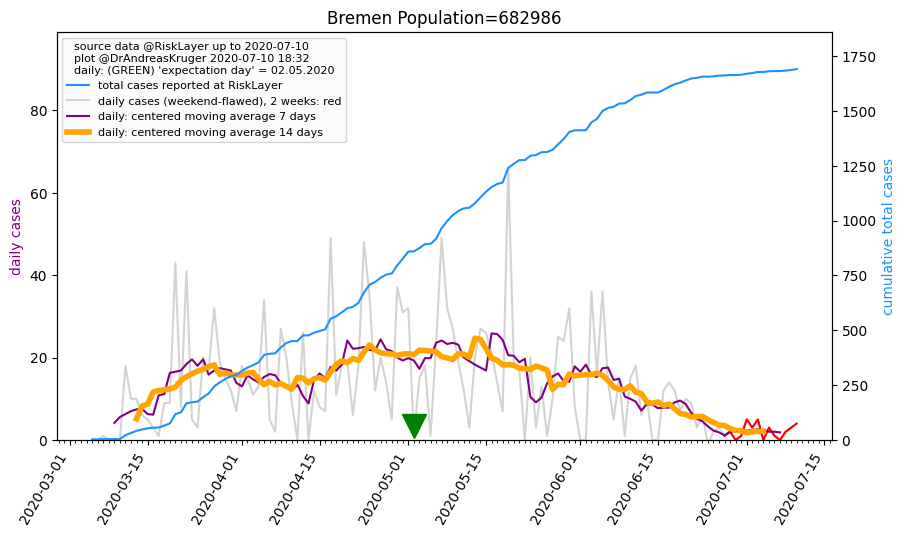 Bremen Population=682986
source data @RiskLayer up to 2020-07-10
plot @DrAndreasKruger 2020-07-10 18:32
daily: (GREEN) 'expectation day' = 02.05.2020
total cases reported at RiskLayer
daily cases (weekend-flawed), 2 weeks: red
daily: centered moving average 7 days
daily: centered moving average 14 days
daily cases
0
20
40
60
80
cumulative total cases
0
250
500
750
1000
1250
1500
1750
2020-03-01
2020-03-15
2020-04-01
2020-04-15
2020-05-01
2020-05-15
2020-06-01
2020-06-15
2020-07-01
2020-07-15